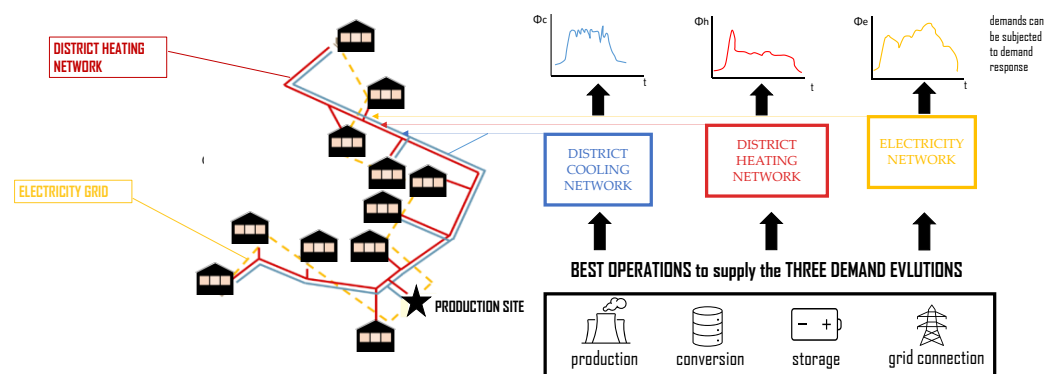 DISTRICT HEATING
NETWORK
ELECTRICITY GRID
PRODUCTION SITE
Φc
t
Φh
t
Φe
t
demands can
be subjected
to demand
response
DISTRICT
COOLING
NETWORK
DISTRICT
HEATING
NETWORK
ELECTRICITY
NETWORK
BEST OPERATIONS to supply the THREE DEMAND EVLUTIONS
production
conversion
storage
grid connection